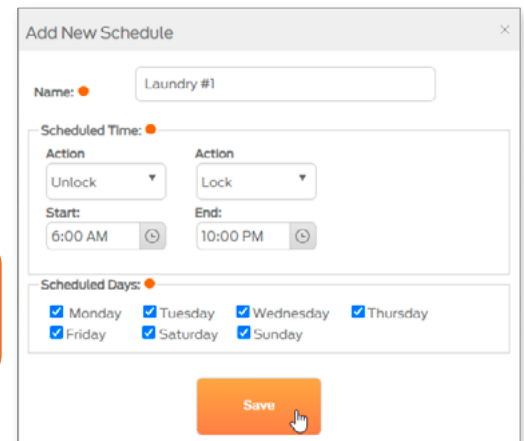 Add New Schedule
Name:
Laundry #1
Scheduled Time:
Action Action
Unlock Lock
Start: End:
6:00 AM 10:00 PM
Scheduled Days:
Monday Tuesday Wednesday Thursday
Friday Saturday Sunday
Save